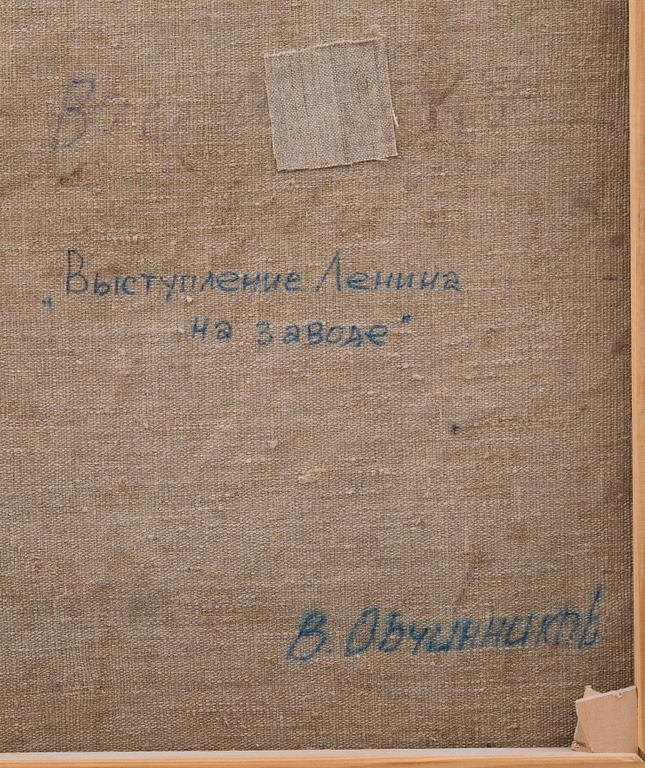 В
„Выступление Ленина
на заводе"
В. Овчинников